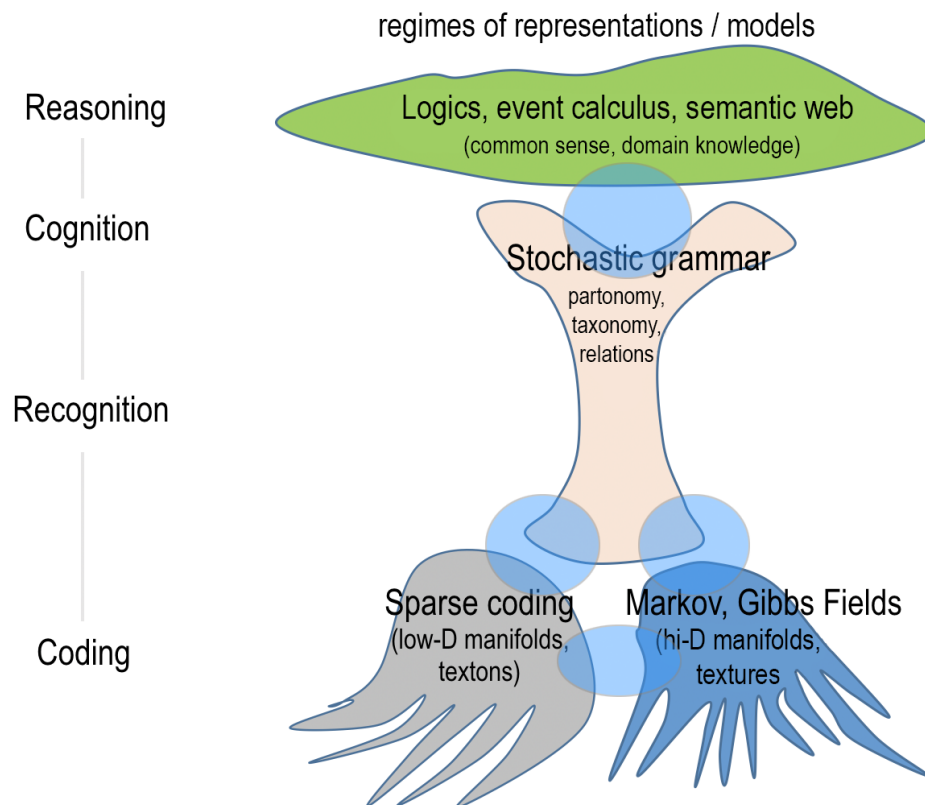 regimes of representations / models
Reasoning
Logics, event calculus, semantic web
(common sense, domain knowledge)
Cognition
Stochastic grammar
partonomy,
taxonomy,
relations
Recognition
Sparse coding
(low-D manifolds,
textons)
Markov, Gibbs Fields
(hi-D manifolds,
textures
Coding